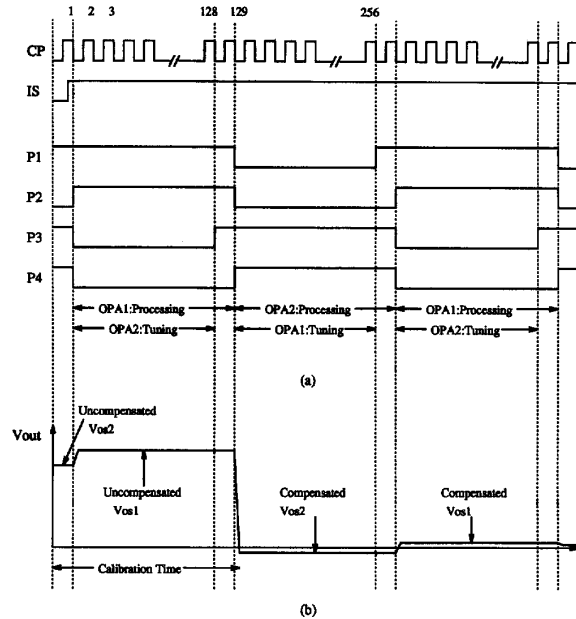 1 2 3 128 129 256
CP
IS
P1
P2
P3
P4
OPA1:Processing OPA2:Processing OPA1:Processing
OPA2:Tuning OPA1:Tuning OPA2:Tuning
(a)
Vout
Uncompensated
Vos2
Uncompensated
Vos1
Compensated
Vos2
Compensated
Vos1
Calibration Time
(b)